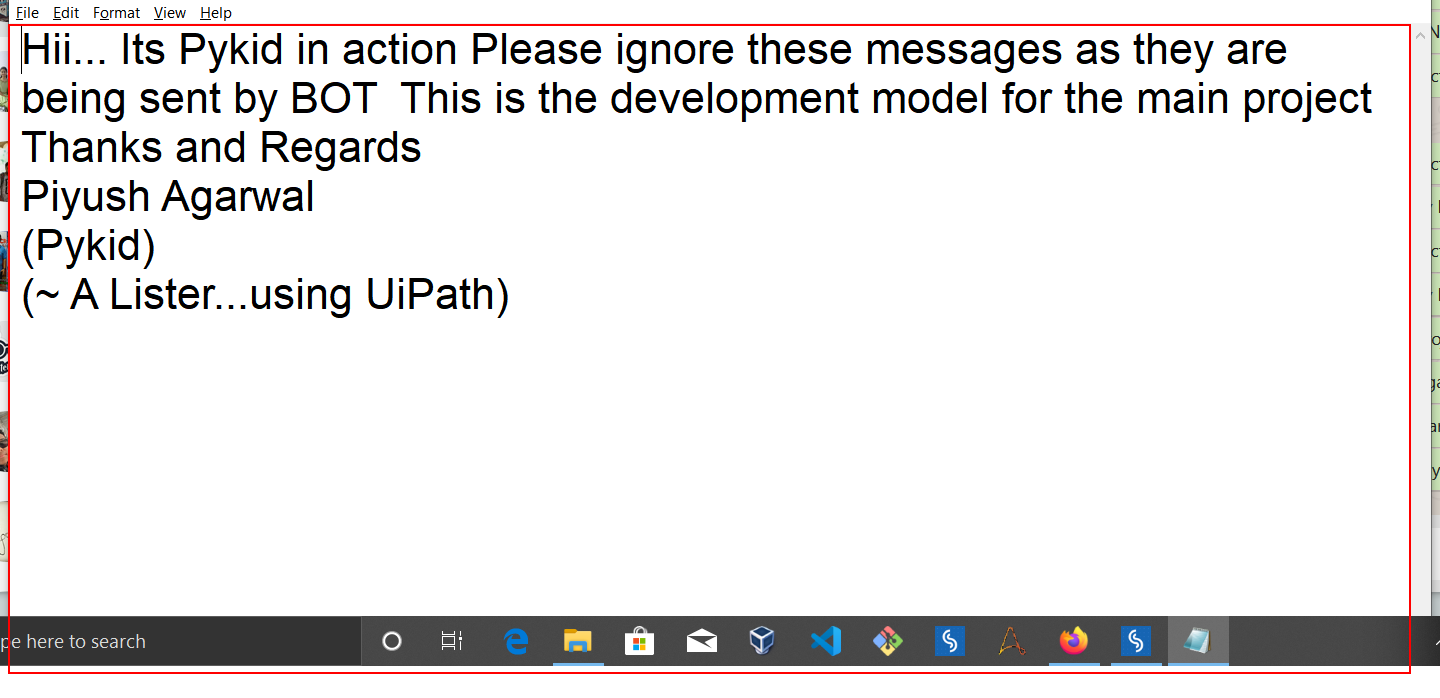 File Edit Format View Help
Hii... Its Pykid in action Please ignore these messages as they are
being sent by BOT  This is the development model for the main project
Thanks and Regards
Piyush Agarwal
(Pykid)
(~ A Lister...using UiPath)
pe here to search